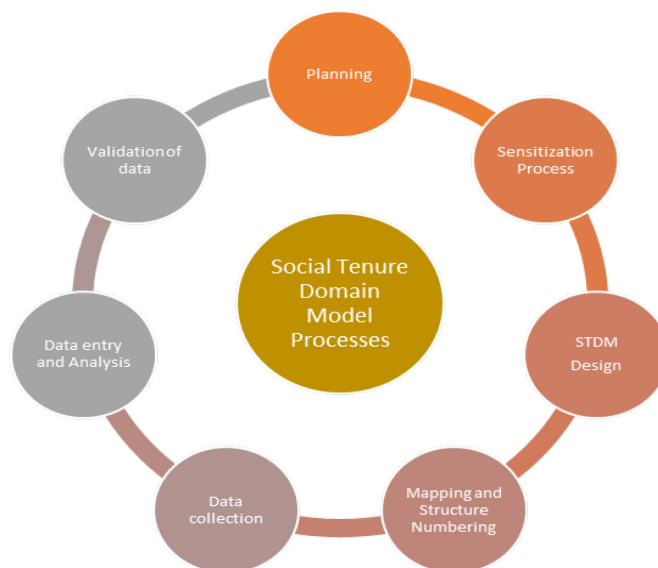 Planning
Sensitization
Process
STDM
Design
Mapping and
Structure
Numbering
Data
collection
Data entry
and Analysis
Validation of
data
Social Tenure
Domain
Model
Processes